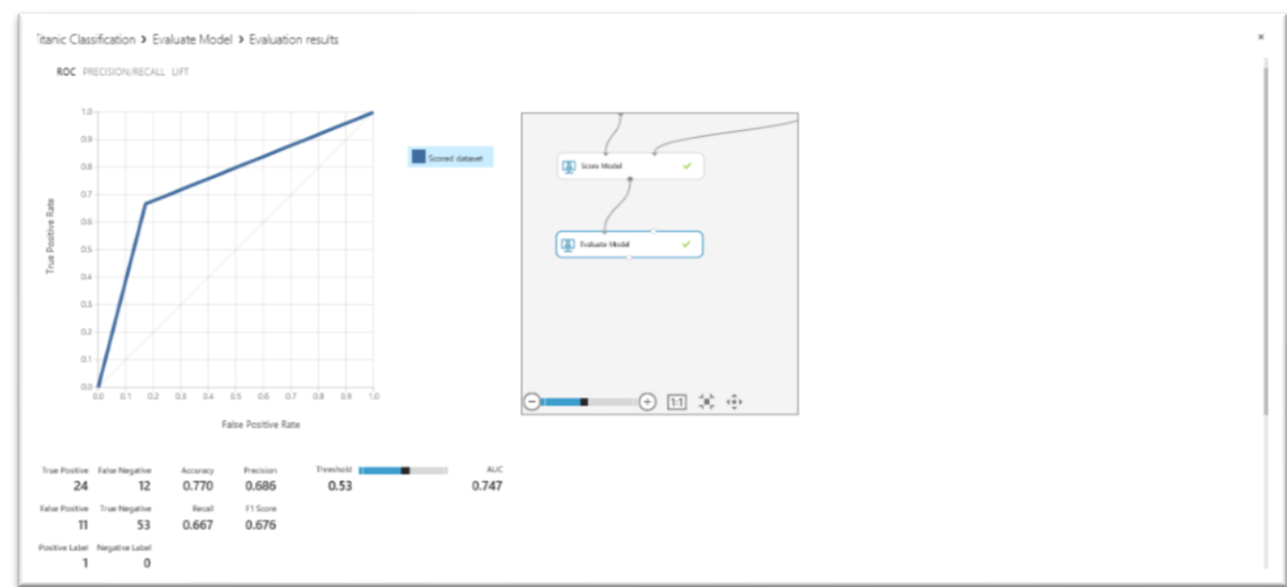 itanic Classification > Evaluate Model > Evaluation results
×
ROC PRECISION/RECALL LIFT
1.0
0.9
0.8
0.7
0.6
0.5
0.4
0.3
0.2
0.1
0.0
True Positive Rate
0.0 0.1 0.2 0.3 0.4 0.5 0.6 0.7 0.8 0.9 1.0
False Positive Rate
Scored dataset
Score Model
Evaluate Model
1:1
True Positive False Negative Accuracy Precision Threshold AUC
24 12 0.770 0.686 0.53 0.747
False Positive True Negative Recall F1 Score
11 53 0.667 0.676
Positive Label Negative Label
1 0